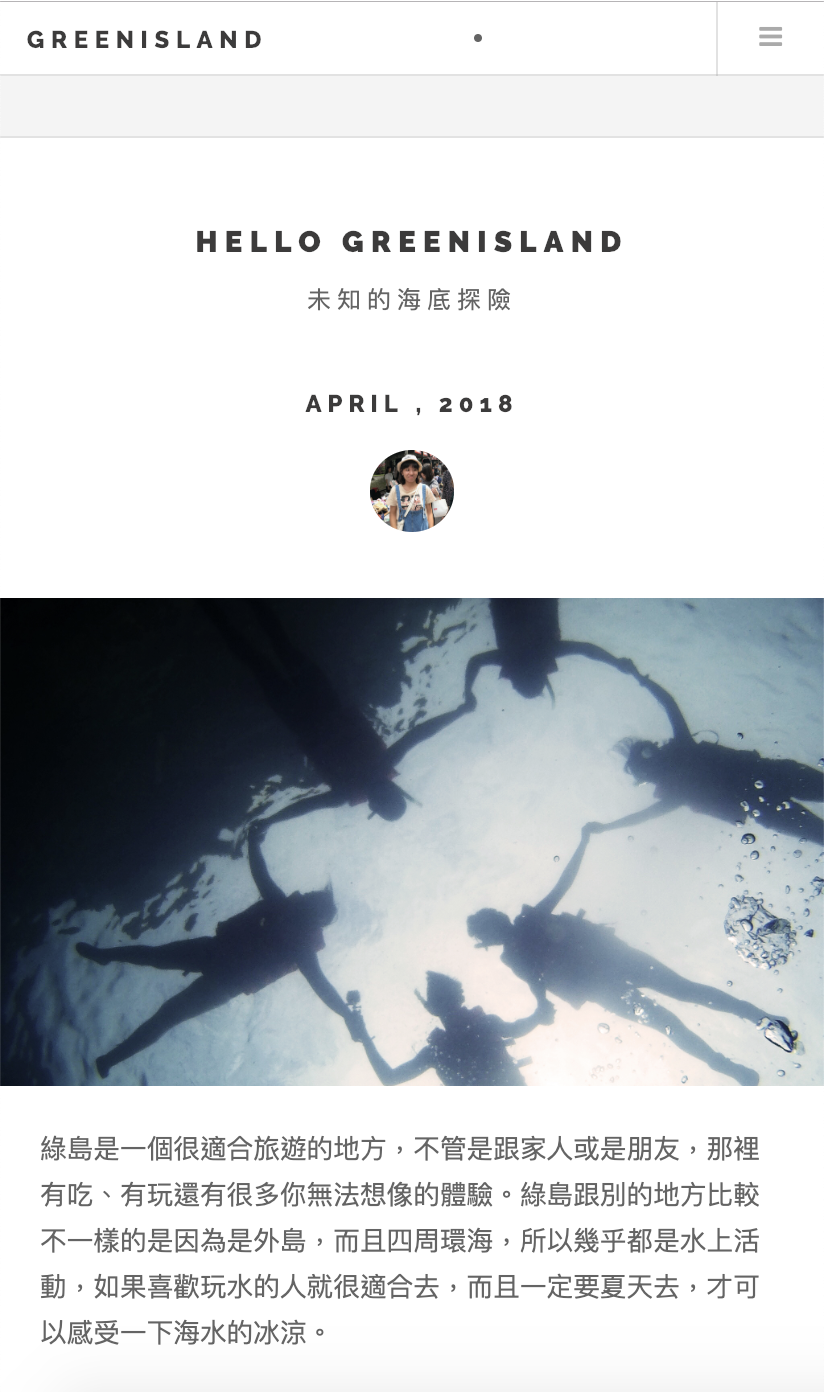 GREENISLAND
HELLO GREENISLAND
未知的海底探險
APRIL , 2018
綠島是一個很適合旅遊的地方，不管是跟家人或是朋友，那裡
有吃、有玩還有很多你無法想像的體驗。綠島跟別的地方比較
不一樣的是因為是外島，而且四周環海，所以幾乎都是水上活
動，如果喜歡玩水的人就很適合去，而且一定要夏天去，才可
以感受一下海水的冰涼。